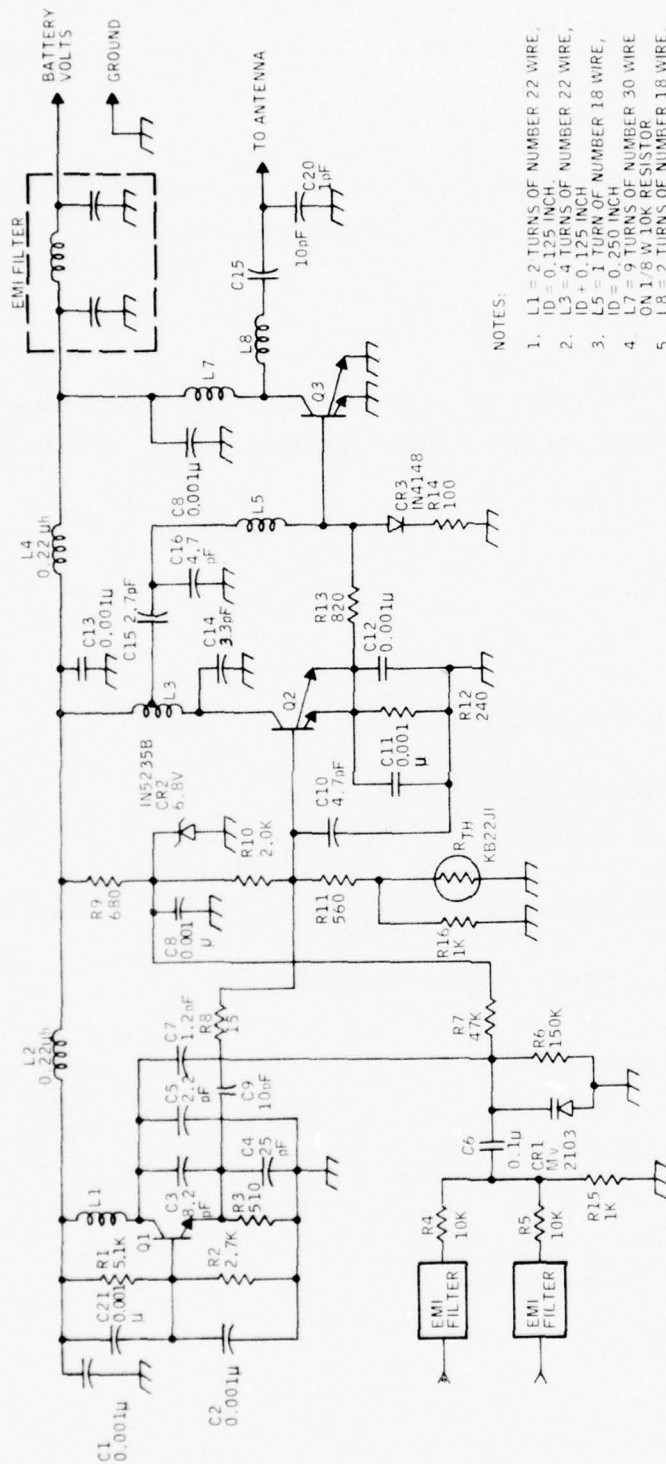 BATTERY
VOLTS
GROUND
EMI FILTER
TO ANTENNA
C20
1pF
10pF
C15
L8
L7
Q3
C8
0.001µ
L4
0.22 µh
C13
0.001µ
C15 2.7pF
C16
4.7
pF
L5
CR3
IN4148
R14
100
L3
C14
3.3pF
R13
820
C12
0.001µ
Q2
R12
240
C11
0.001
µ
C10
4.7pF
IN5235B
CR2
6.8V
R9
680
R10
2.0K
C8
0.001
µ
R11
560
RTH
KB22J1
R16
1K
L2
0.22µh
C7
1.2pF
R8
15
C5
2.2
pF
C9
10pF
C3
8.2
pF
C4
25
pF
L1
Q1
R3
510
R1
5.1K
R2
2.7K
C21
0.001
µ
C2
0.001µ
C1
0.001µ
R7
47K
R6
150K
C6
0.1µ
CR1
Mv
2103
R4
10K
R5
10K
R15
1K
EMI
FILTER
EMI
FILTER
NOTES:
1. L1 = 2 TURNS OF NUMBER 22 WIRE,
ID = 0.125 INCH.
2. L3 = 4 TURNS OF NUMBER 22 WIRE,
ID + 0.125 INCH
3. L5 = 1 TURN OF NUMBER 18 WIRE,
ID = 0.250 INCH
4. L7 = 9 TURNS OF NUMBER 30 WIRE
ON 1/8 W 10K RESISTOR
5. L8 = 2 TURNS OF NUMBER 18 WIRE,